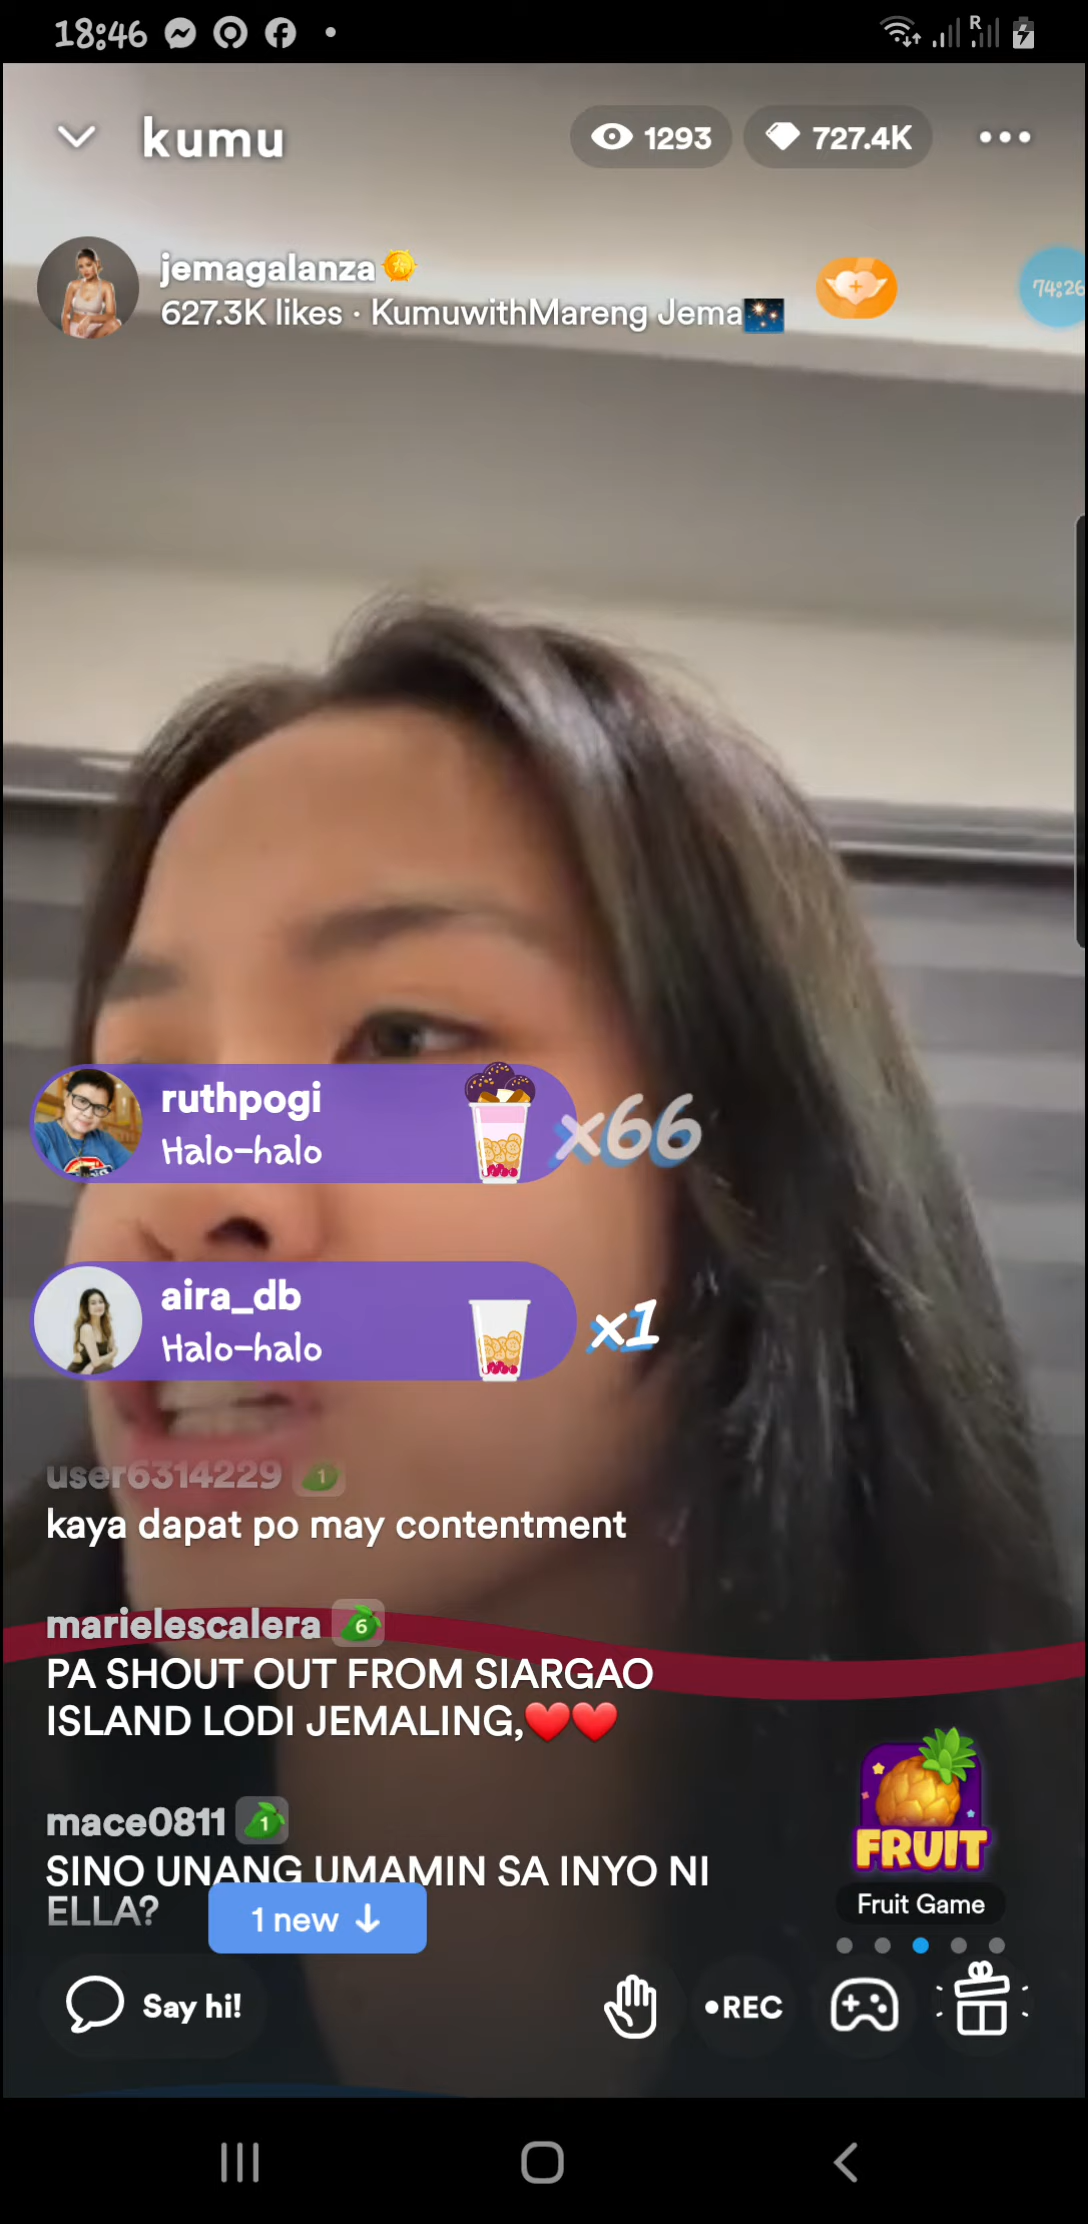 18:46
R
kumu
1293
727.4K
jemagalanza
627.3K likes · KumuwithMareng Jema
74:26
ruthpogi
Halo-halo
x66
aira_db
Halo-halo
x1
user6314229 1
kaya dapat po may contentment
marielescalera 6
PA SHOUT OUT FROM SIARGAO
ISLAND LODI JEMALING,❤️❤️
mace0811 1
SINO UNANG UMAMIN SA INYO NI
ELLA?
1 new ↓
FRUIT
Fruit Game
Say hi!
•REC